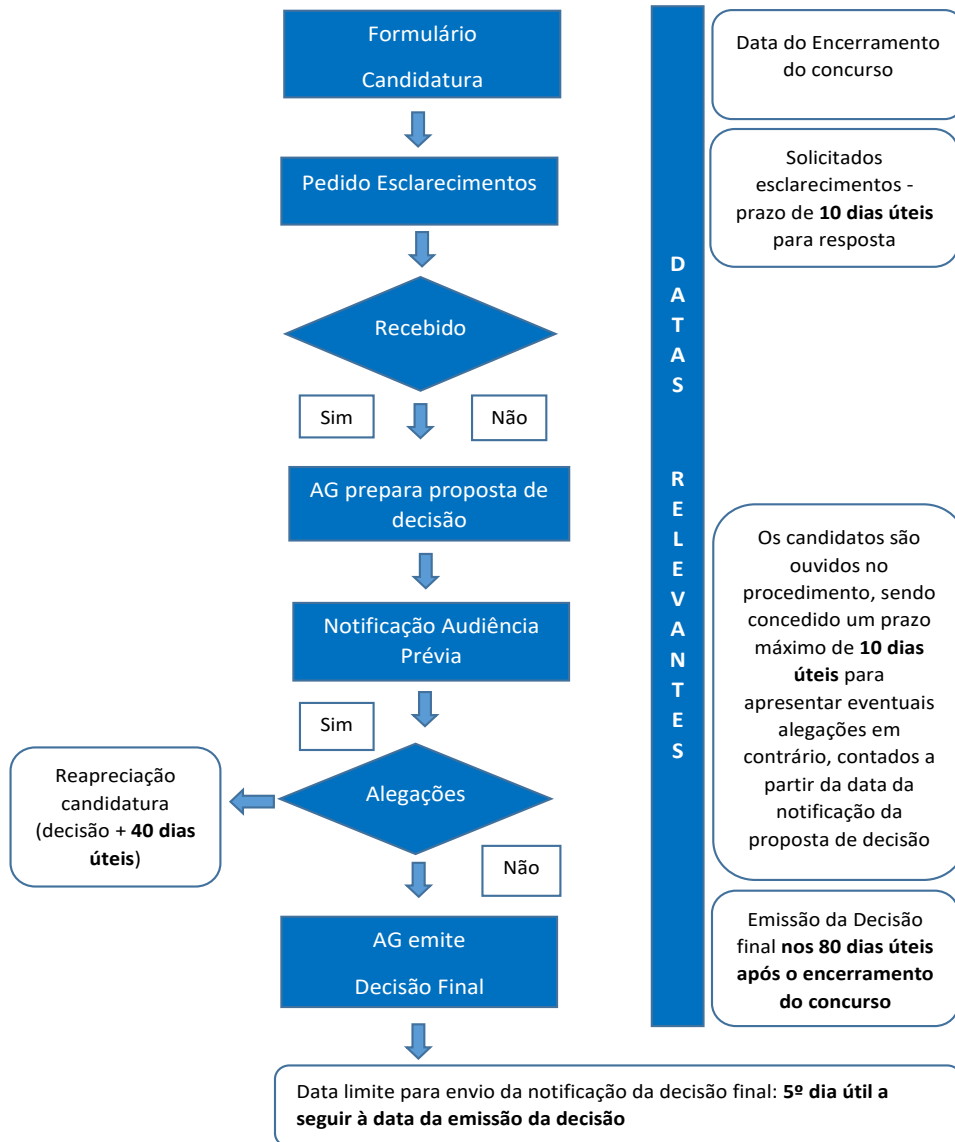 Formulário
Candidatura
Data do Encerramento
do concurso
Pedido Esclarecimentos
Solicitados
esclarecimentos -
prazo de 10 dias úteis
para resposta
DATAS RELEVANTES
Recebido
Sim
Não
AG prepara proposta de
decisão
Notificação Audiência
Prévia
Os candidatos são
ouvidos no
procedimento, sendo
concedido um prazo
máximo de 10 dias
úteis para
apresentar eventuais
alegações em
contrário, contados a
partir da data da
notificação da
proposta de decisão
Sim
Alegações
Reapreciação
candidatura
(decisão + 40 dias
úteis)
Não
AG emite
Decisão Final
Emissão da Decisão
final nos 80 dias úteis
após o encerramento
do concurso
Data limite para envio da notificação da decisão final: 5º dia útil a
seguir à data da emissão da decisão